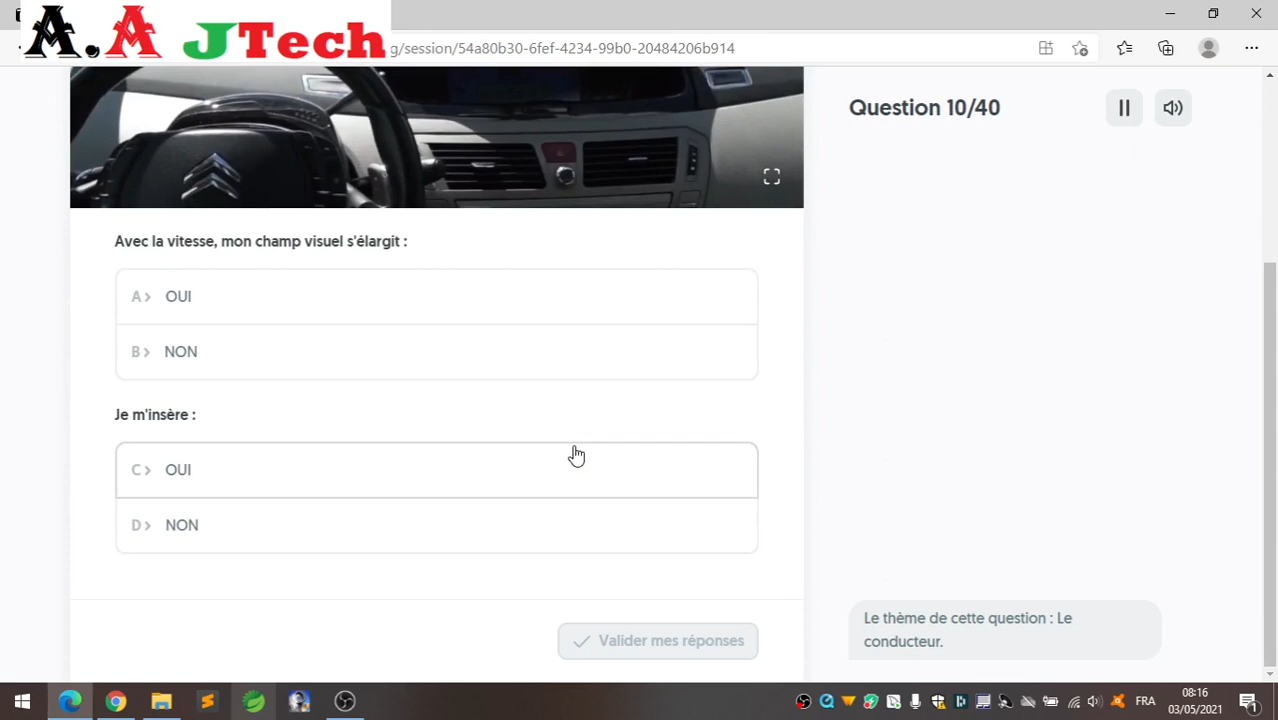 A.A JTech
g/session/54a80b30-6fef-4234-99b0-20484206b914
Question 10/40
Avec la vitesse, mon champ visuel s'élargit :
A > OUI
B > NON
Je m'insère :
C > OUI
D > NON
Valider mes réponses
Le thème de cette question : Le
conducteur.
FRA
08:16
03/05/2021
1